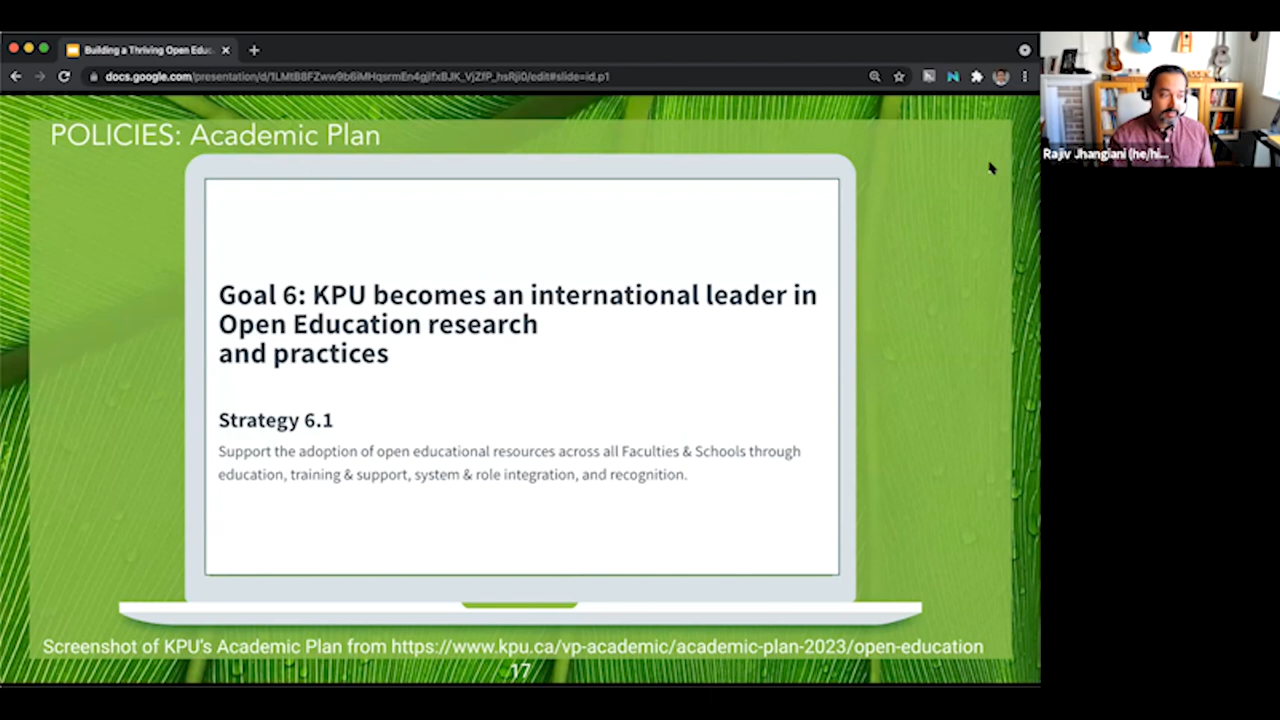 Building a Thriving Open Educ
docs.google.com/presentation/d/1LMtB8FZww9b6iMHqsrmEn4gjlfxBJK_VjZfP_hsRji0/edit#slide=id.p1
Rajiv Jhangiani (he/hi...
POLICIES: Academic Plan
Goal 6: KPU becomes an international leader in
Open Education research
and practices
Strategy 6.1
Support the adoption of open educational resources across all Faculties & Schools through
education, training & support, system & role integration, and recognition.
Screenshot of KPU's Academic Plan from https://www.kpu.ca/vp-academic/academic-plan-2023/open-education
17